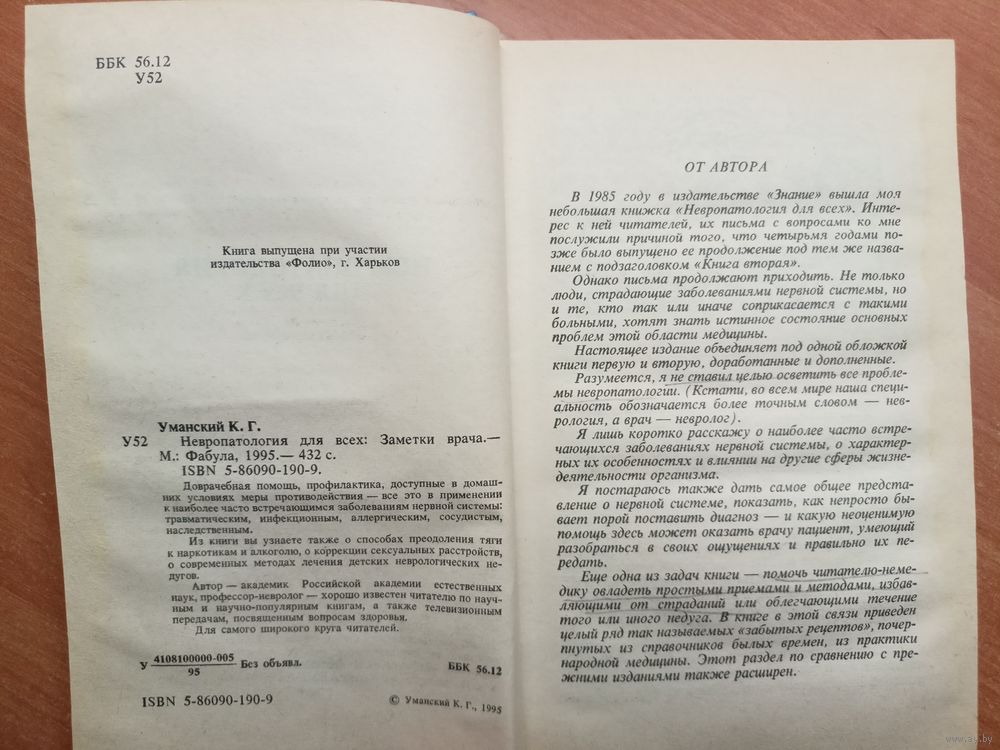 ББК 56.12
У52
Книга выпущена при участии
издательства «Фолио», г. Харьков
Уманский К. Г.
У52 Невропатология для всех: Заметки врача.—
М.: Фабула, 1995.— 432 с.
ISBN 5-86090-190-9.
Доврачебная помощь, профилактика, доступные в домаш-
них условиях меры противодействия — все это в применении
к наиболее часто встречающимся заболеваниям нервной системы:
травматическим, инфекционным, аллергическим, сосудистым,
наследственным.
Из книги вы узнаете также о способах преодоления тяги
к наркотикам и алкоголю, о коррекции сексуальных расстройств,
о современных методах лечения детских неврологических не-
дугов.
Автор — академик Российской академии естественных
наук, профессор-невролог — хорошо известен читателю по науч-
ным и научно-популярным книгам, а также телевизионным
передачам, посвященным вопросам здоровья.
Для самого широкого круга читателей.
У 4108100000-005 Без объявл. ББК 56.12
95
ISBN 5-86090-190-9 © Уманский К. Г., 1995
ОТ АВТОРА
В 1985 году в издательстве «Знание» вышла моя
небольшая книжка «Невропатология для всех». Инте-
рес к ней читателей, их письма с вопросами ко мне
послужили причиной того, что четырьмя годами по-
зже было выпущено ее продолжение под тем же назва-
нием с подзаголовком «Книга вторая».
Однако письма продолжают приходить. Не только
люди, страдающие заболеваниями нервной системы, но
и те, кто так или иначе соприкасается с такими
больными, хотят знать истинное состояние основных
проблем этой области медицины.
Настоящее издание объединяет под одной обложкой
книги первую и вторую, доработанные и дополненные.
Разумеется, я не ставил целью осветить все пробле-
мы невропатологии. (Кстати, во всем мире наша специ-
альность обозначается более точным словом — нев-
рология, а врач — невролог).
Я лишь коротко расскажу о наиболее часто встре-
чающихся заболеваниях нервной системы, о характер-
ных их особенностях и влиянии на другие сферы жизне-
деятельности организма.
Я постараюсь также дать самое общее предста-
вление о нервной системе, показать, как непросто бы-
вает порой поставить диагноз — и какую неоценимую
помощь здесь может оказать врачу пациент, умеющий
разобраться в своих ощущениях и правильно их пе-
редать.
Еще одна из задач книги — помочь читателю-неме-
дику овладеть простыми приемами и методами, избав-
ляющими от страданий или облегчающими течение
того или иного недуга. В книге в этой связи приведен
целый ряд так называемых «забытых рецептов», почер-
пнутых из справочников былых времен, из практики
народной медицины. Этот раздел по сравнению с пре-
жними изданиями также расширен.
www.ay.by